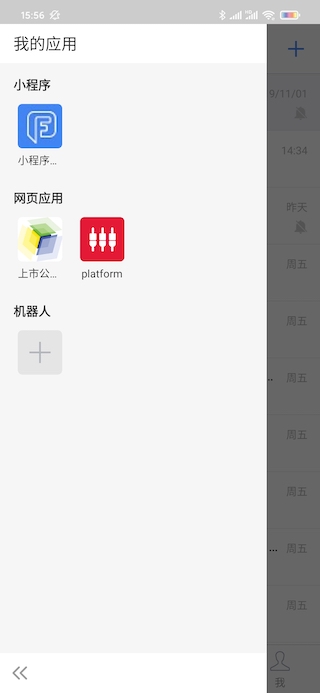 15:56
我的应用
小程序
小程序...
网页应用
上市公...
platform
机器人
9/11/01
14:34
昨天
周五
周五
周五
周五
周五
周五
周五
我